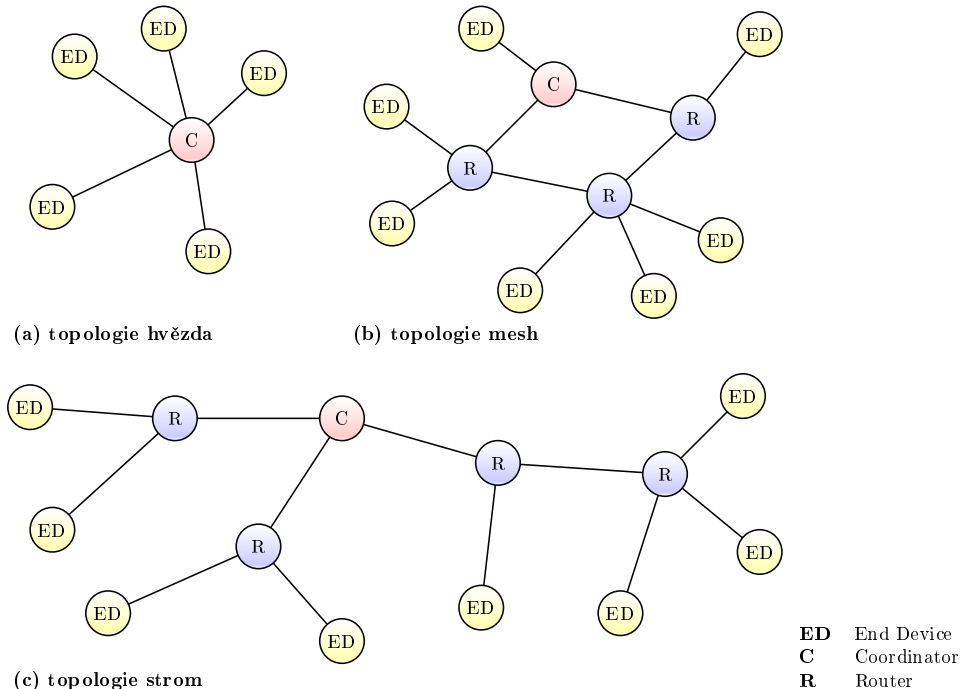 ED
ED
ED
C
ED
ED
(a) topologie hvězda
ED
ED
C
ED
R
R
R
ED
ED
ED
ED
(b) topologie mesh
ED
R
C
ED
R
R
ED
R
ED
ED
ED
ED
ED
(c) topologie strom
ED End Device
C Coordinator
R Router